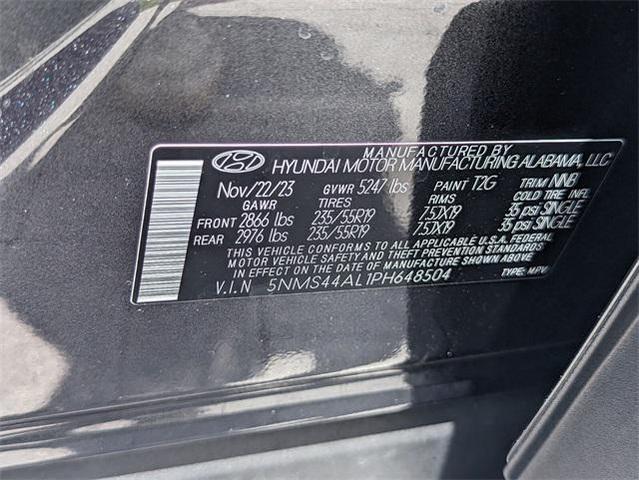 MANUFACTURED BY
HYUNDAI MOTOR MANUFACTURING ALABAMA, LLC
Nov/22/23 GVWR 5247 lbs PAINT T2G TRIM NNB
GAWR TIRES RIMS COLD TIRE INFL
FRONT 2866 lbs 235/55R19 7.5JX19 35 psi SINGLE
REAR 2976 lbs 235/55R19 7.5JX19 35 psi SINGLE
THIS VEHICLE CONFORMS TO ALL APPLICABLE U.S.A. FEDERAL
MOTOR VEHICLE SAFETY, BUMPER, AND THEFT PREVENTION STANDARDS
IN EFFECT ON THE DATE OF MANUFACTURE SHOWN ABOVE.
V.I.N 5NMS44AL1PH648504 TYPE: MPV